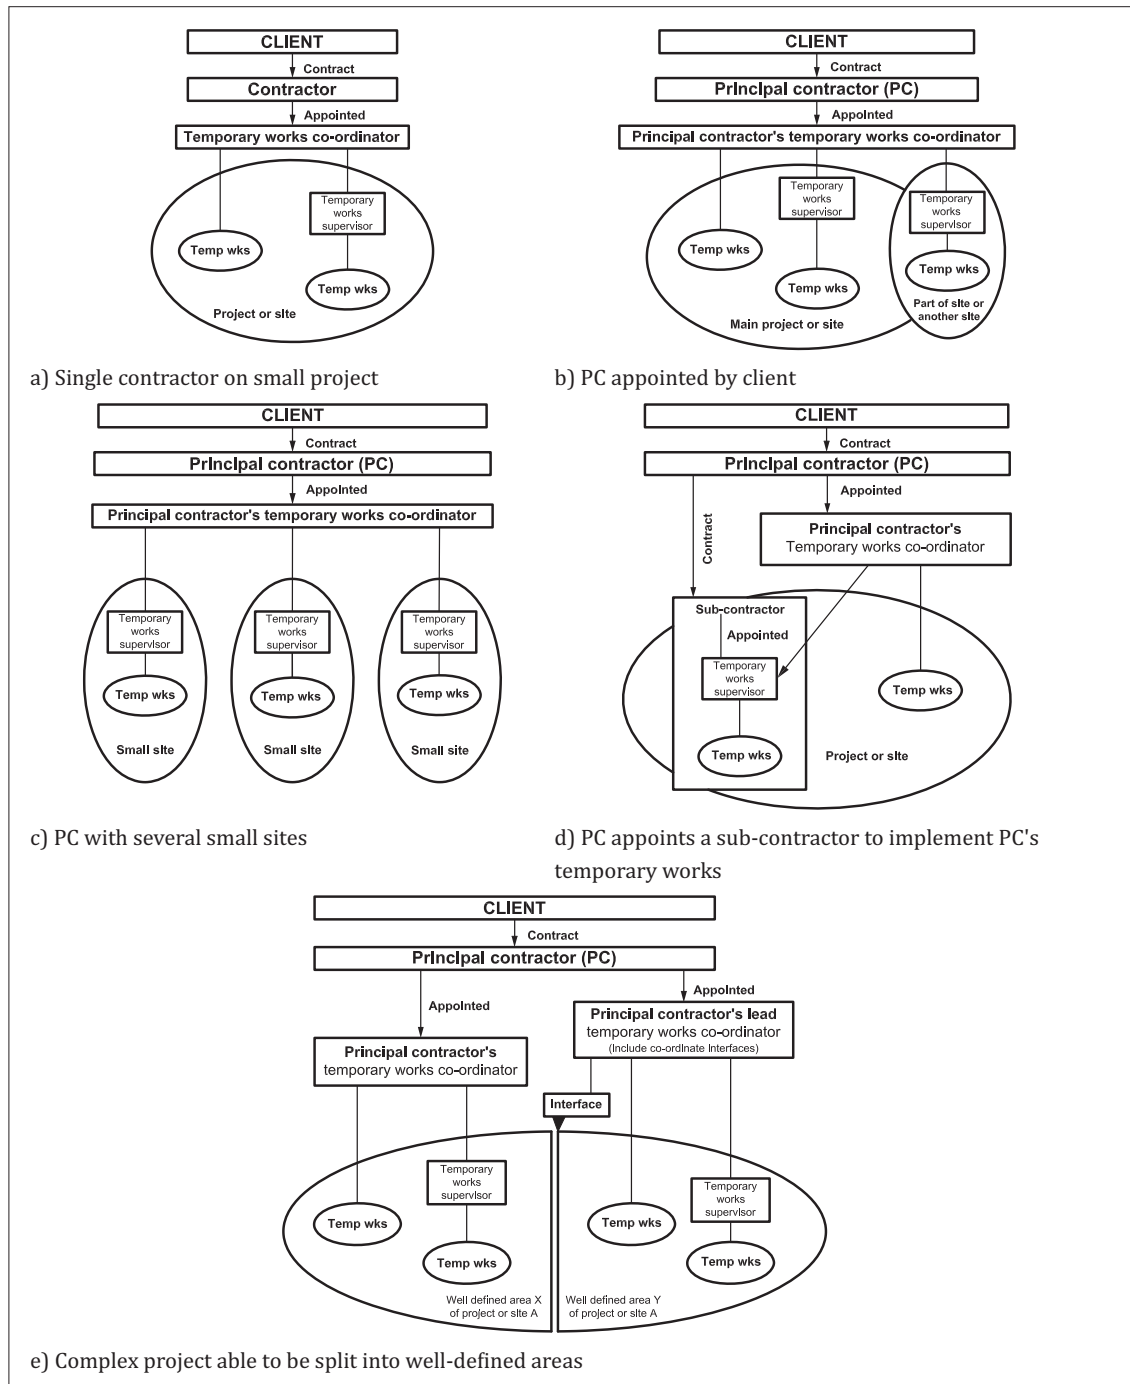 CLIENT
Contract
Contractor
Appointed
Temporary works co-ordinator
Temporary
works
supervisor
Temp wks
Temp wks
Project or site
a) Single contractor on small project
CLIENT
Contract
Principal contractor (PC)
Appointed
Principal contractor's temporary works co-ordinator
Temporary
works
supervisor
Temporary
works
supervisor
Temp wks
Temp wks
Temp wks
Main project or site
Part of site or
another site
b) PC appointed by client
CLIENT
Contract
Principal contractor (PC)
Appointed
Principal contractor's temporary works co-ordinator
Temporary
works
supervisor
Temporary
works
supervisor
Temporary
works
supervisor
Temp wks
Temp wks
Temp wks
Small site
Small site
Small site
c) PC with several small sites
CLIENT
Contract
Principal contractor (PC)
Appointed
Contract
Principal contractor's
Temporary works co-ordinator
Sub-contractor
Appointed
Temporary
works
supervisor
Temp wks
Temp wks
Project or site
d) PC appoints a sub-contractor to implement PC's
temporary works
CLIENT
Contract
Principal contractor (PC)
Appointed
Appointed
Principal contractor's lead
temporary works co-ordinator
(Include co-ordinate interfaces)
Principal contractor's
temporary works co-ordinator
Interface
Temporary
works
supervisor
Temporary
works
supervisor
Temp wks
Temp wks
Temp wks
Temp wks
Well defined area X
of project or site A
Well defined area Y
of project or site A
e) Complex project able to be split into well-defined areas